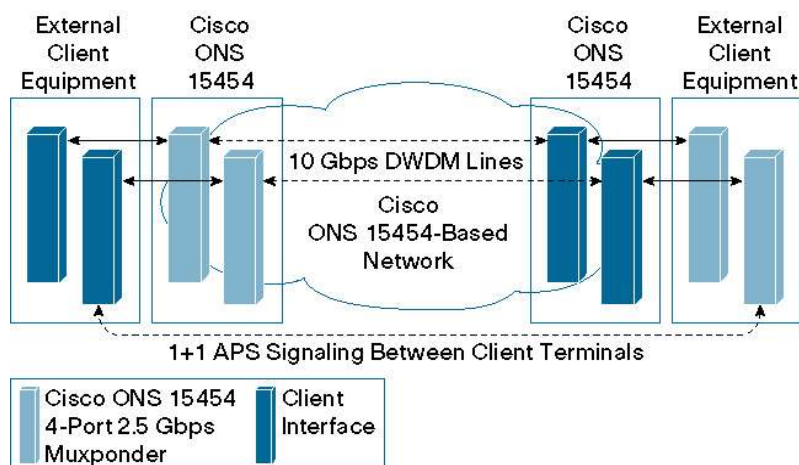 External
Client
Equipment
Cisco
ONS
15454
Cisco
ONS
15454
External
Client
Equipment
10 Gbps DWDM Lines
Cisco
ONS 15454-Based
Network
1+1 APS Signaling Between Client Terminals
Cisco ONS 15454
4-Port 2.5 Gbps
Muxponder
Client
Interface